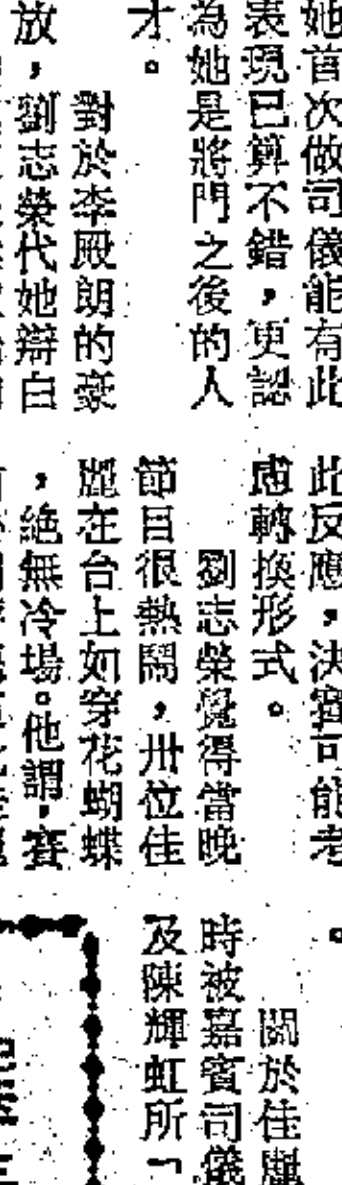 她首次做司儀能有此
表現已算不錯，更認
為她是將門之後的人
才。
對於李殿朗的豪
放，劉志榮代她辯白
此反應，決賽可能考
慮轉換形式。
劉志榮覺得當晚
節目很熱鬧，卅位佳
麗在台上如穿花蝴蝶
，絕無冷場。他謂，賽
。
關於佳麗
時被嘉賓司儀
及陳輝虹所「